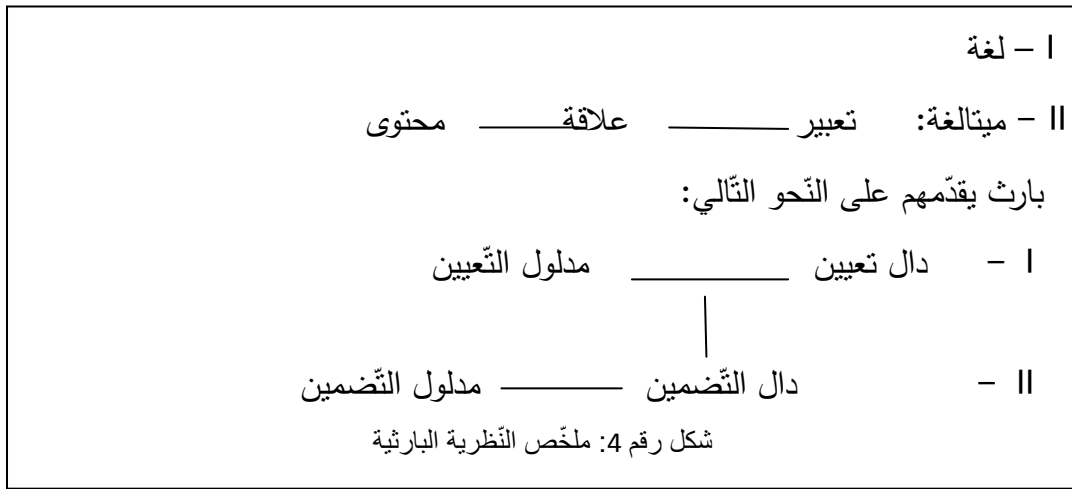 I – لغة
II – ميتالغة: تعبير علاقة محتوى
بارث يقدّمهم على النّحو التّالي:
I – دال تعيين مدلول التّعيين
II – دال التّضمين مدلول التّضمين
شكل رقم 4: ملخّص النّظرية البارثية